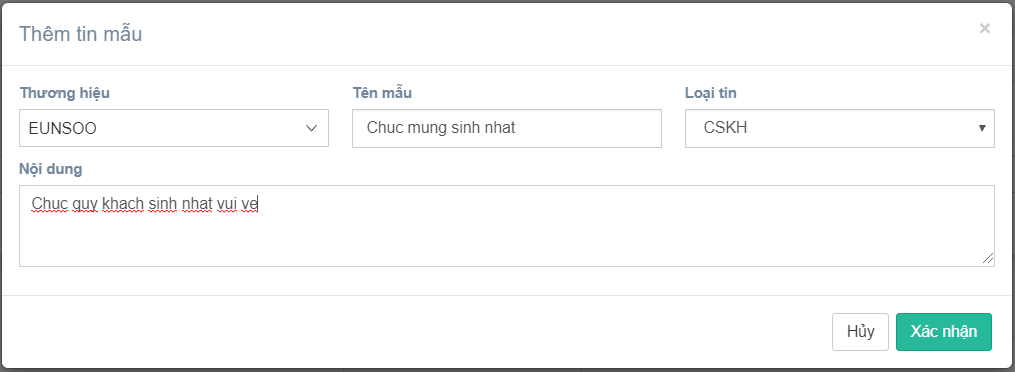 Thêm tin mẫu
×
Thương hiệu Tên mẫu Loại tin
EUNSOO Chuc mung sinh nhat CSKH
Nội dung
Chuc quy khach sinh nhat vui ve
Hủy Xác nhận